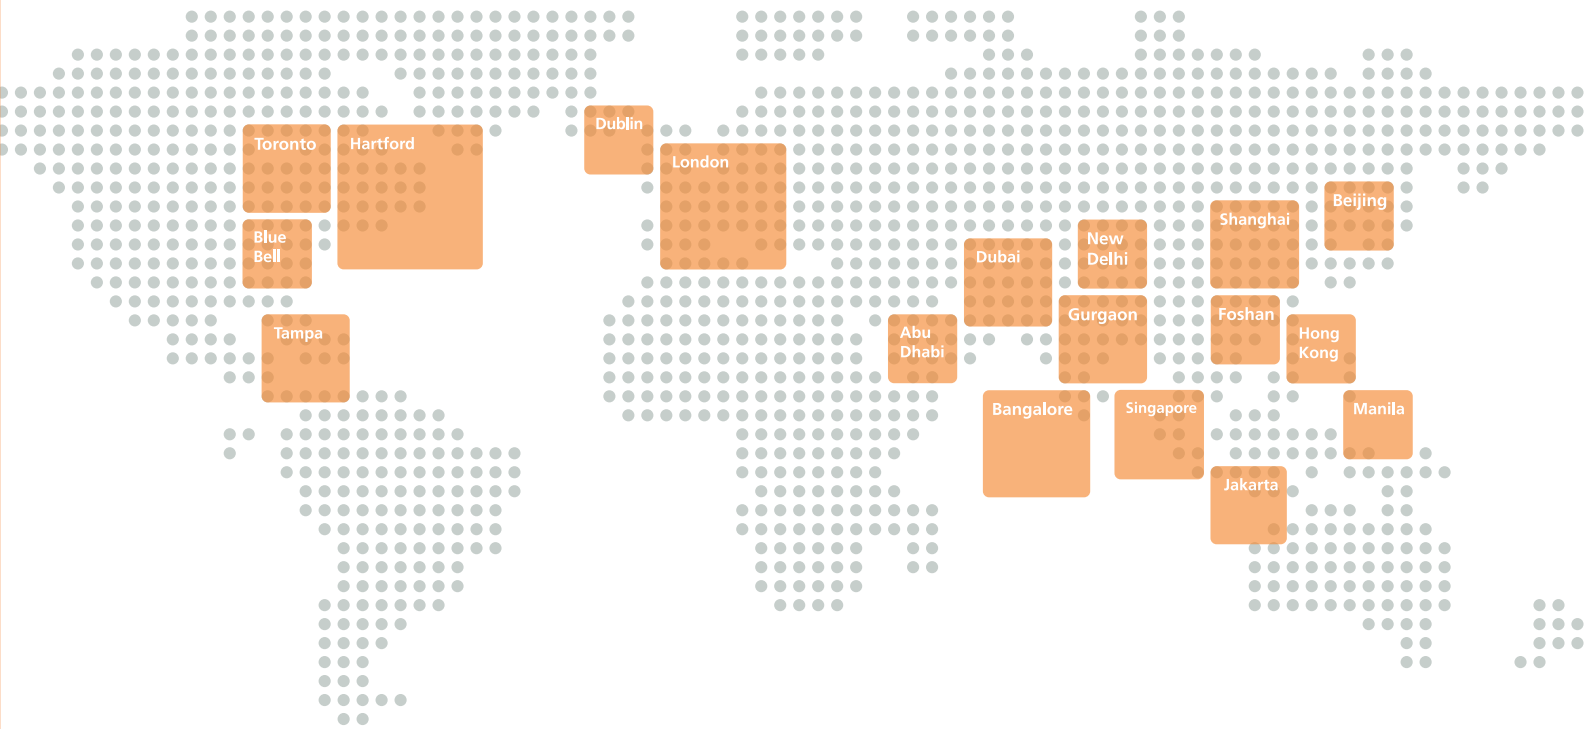 Dublin
Toronto
Hartford
London
Beijing
Shanghai
Blue
Bell
New
Delhi
Dubai
Gurgaon
Foshan
Tampa
Abu
Dhabi
Hong
Kong
Bangalore
Singapore
Manila
Jakarta